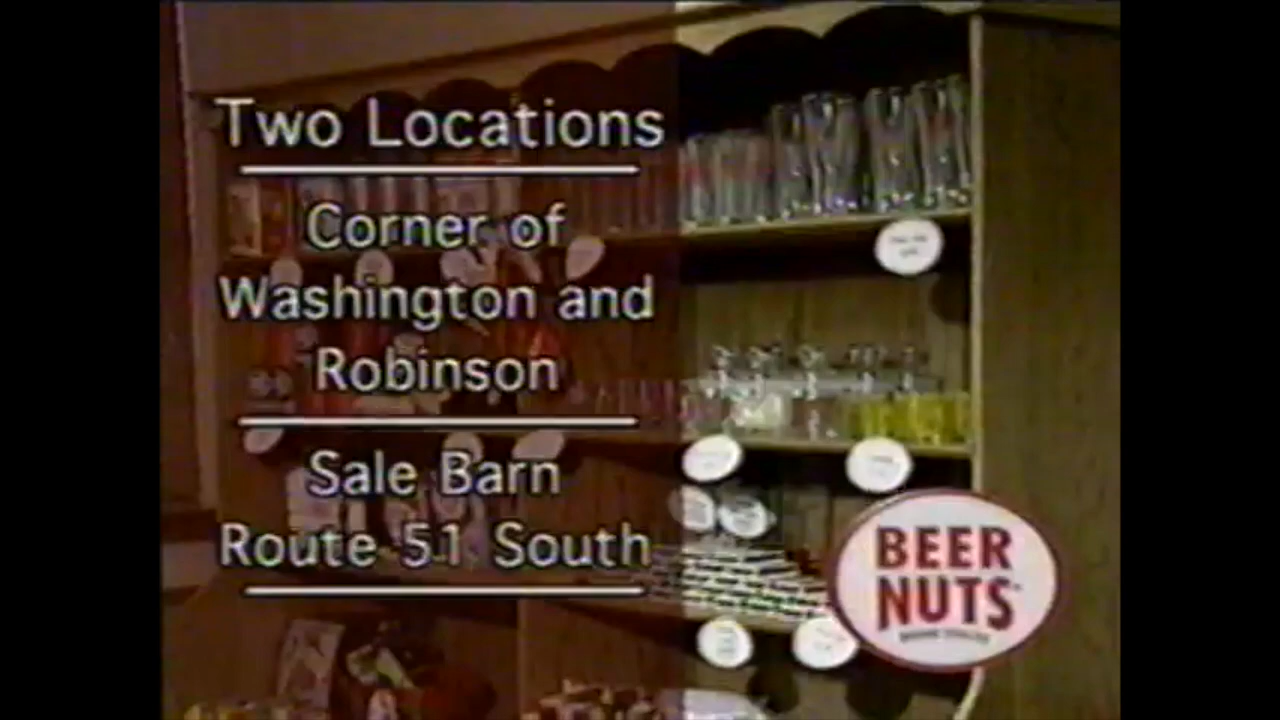 Two Locations
Corner of
Washington and
Robinson
Sale Barn
Route 51 South
BEER
NUTS